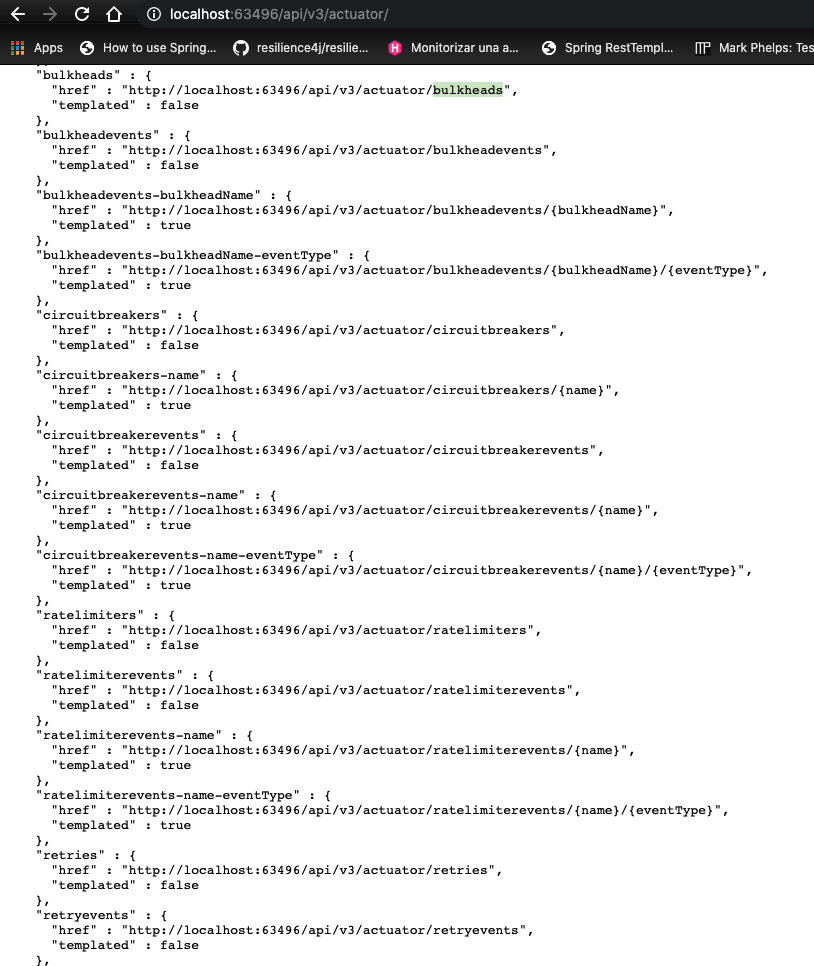 localhost:63496/api/v3/actuator/
Apps How to use Spring... resilience4j/resilie... Monitorizar una a... Spring RestTempl... Mark Phelps: Tes
"bulkheads" : {
"href" : "http://localhost:63496/api/v3/actuator/bulkheads",
"templated" : false
},
"bulkheadevents" : {
"href" : "http://localhost:63496/api/v3/actuator/bulkheadevents",
"templated" : false
},
"bulkheadevents-bulkheadName" : {
"href" : "http://localhost:63496/api/v3/actuator/bulkheadevents/{bulkheadName}",
"templated" : true
},
"bulkheadevents-bulkheadName-eventType" : {
"href" : "http://localhost:63496/api/v3/actuator/bulkheadevents/{bulkheadName}/{eventType}",
"templated" : true
},
"circuitbreakers" : {
"href" : "http://localhost:63496/api/v3/actuator/circuitbreakers",
"templated" : false
},
"circuitbreakers-name" : {
"href" : "http://localhost:63496/api/v3/actuator/circuitbreakers/{name}",
"templated" : true
},
"circuitbreakerevents" : {
"href" : "http://localhost:63496/api/v3/actuator/circuitbreakerevents",
"templated" : false
},
"circuitbreakerevents-name" : {
"href" : "http://localhost:63496/api/v3/actuator/circuitbreakerevents/{name}",
"templated" : true
},
"circuitbreakerevents-name-eventType" : {
"href" : "http://localhost:63496/api/v3/actuator/circuitbreakerevents/{name}/{eventType}",
"templated" : true
},
"ratelimiters" : {
"href" : "http://localhost:63496/api/v3/actuator/ratelimiters",
"templated" : false
},
"ratelimiterevents" : {
"href" : "http://localhost:63496/api/v3/actuator/ratelimiterevents",
"templated" : false
},
"ratelimiterevents-name" : {
"href" : "http://localhost:63496/api/v3/actuator/ratelimiterevents/{name}",
"templated" : true
},
"ratelimiterevents-name-eventType" : {
"href" : "http://localhost:63496/api/v3/actuator/ratelimiterevents/{name}/{eventType}",
"templated" : true
},
"retries" : {
"href" : "http://localhost:63496/api/v3/actuator/retries",
"templated" : false
},
"retryevents" : {
"href" : "http://localhost:63496/api/v3/actuator/retryevents",
"templated" : false
},